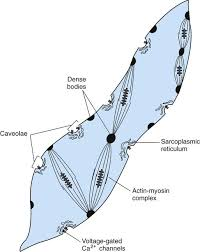 Dense
bodies
Caveolae
Sarcoplasmic
reticulum
Actin-myosin
complex
Voltage-gated
Ca²⁺ channels